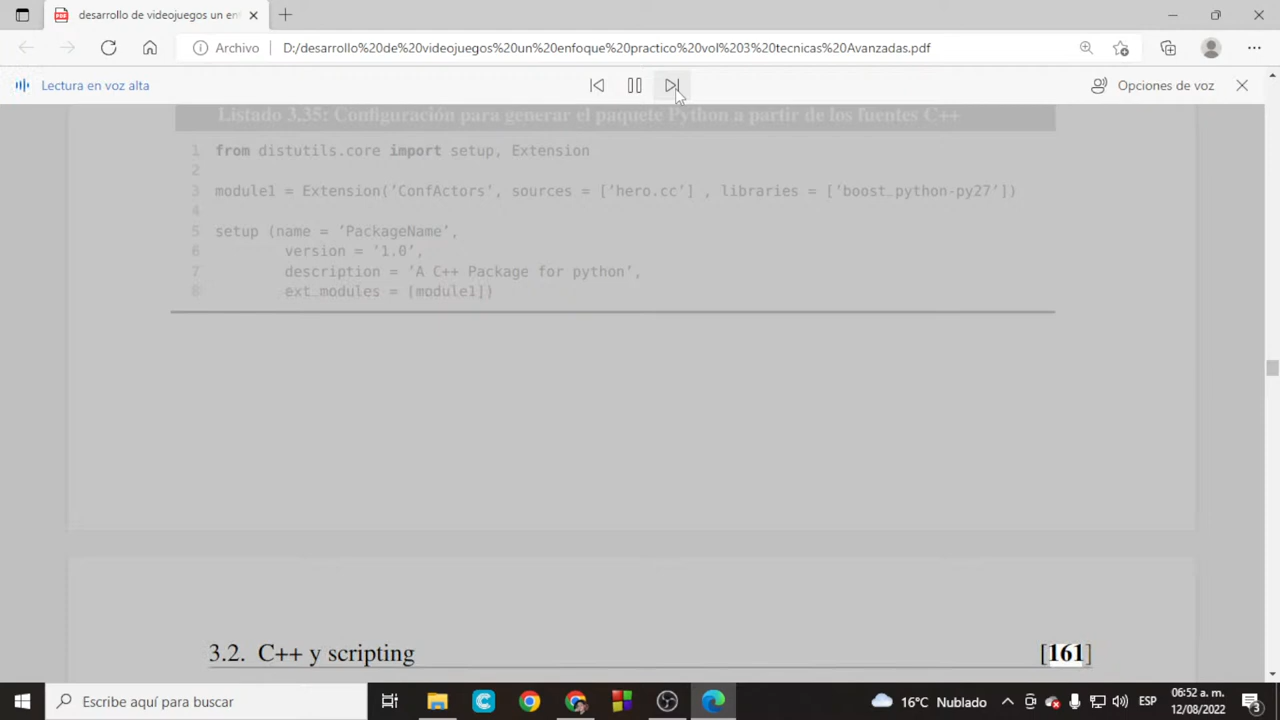 desarrollo de videojuegos un en
Archivo
D:/desarrollo%20de%20videojuegos%20un%20enfoque%20practico%20vol%203%20tecnicas%20Avanzadas.pdf
Lectura en voz alta
Opciones de voz
Listado 3.35: Configuración para generar el paquete Python a partir de los fuentes C++
1 from distutils.core import setup, Extension
2
3 module1 = Extension('ConfActors', sources = ['hero.cc'] , libraries = ['boost_python-py27'])
4
5 setup (name = 'PackageName',
6 version = '1.0',
7 description = 'A C++ Package for python',
8 ext_modules = [module1])
3.2. C++ y scripting [161]
Escribe aquí para buscar
16°C Nublado
ESP
06:52 a. m.
12/08/2022
3